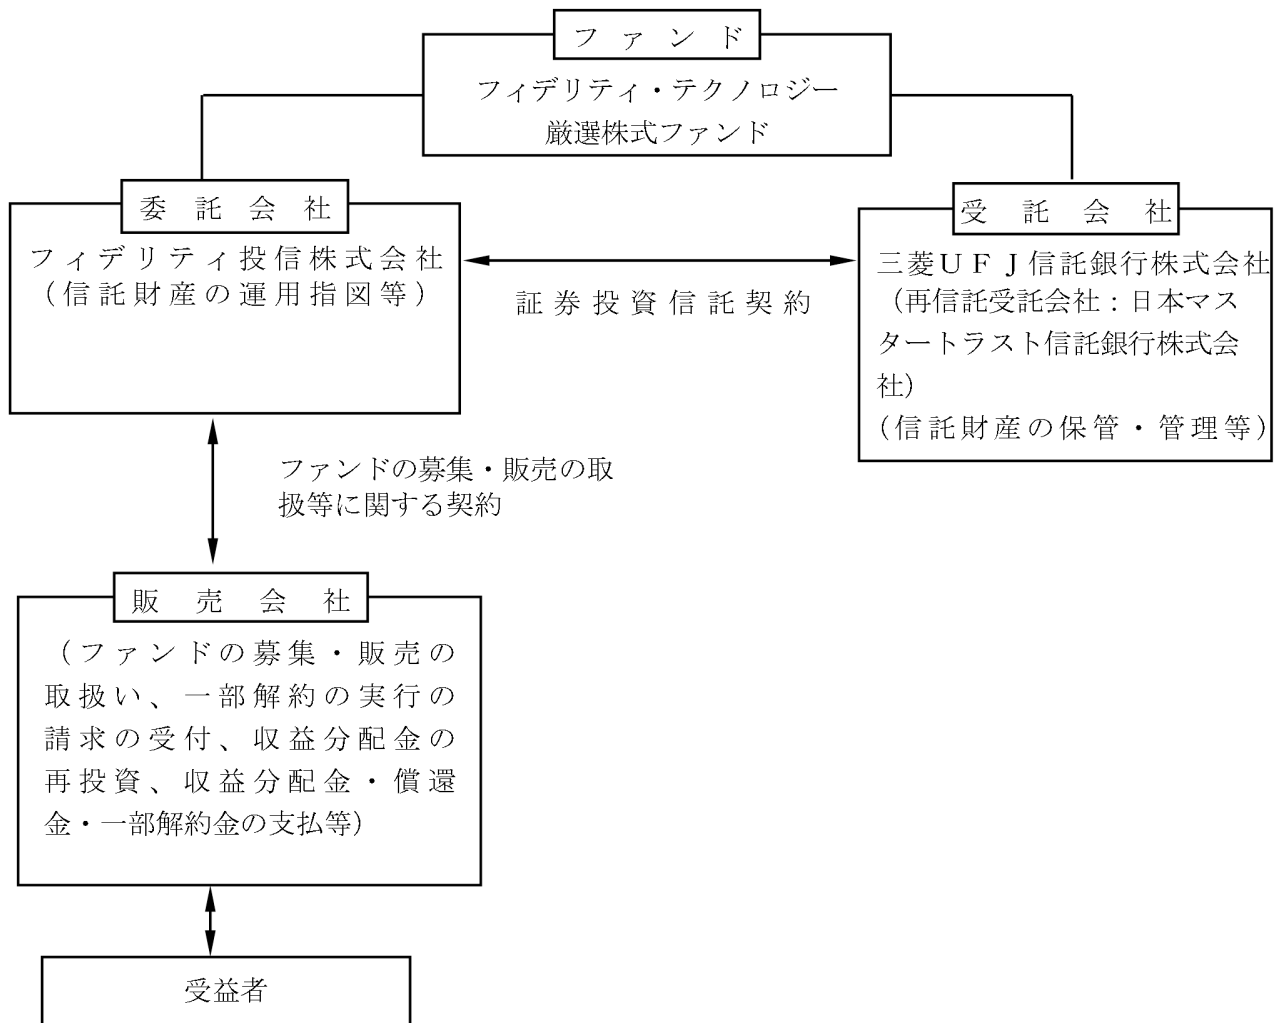 ファンド
フィデリティ・テクノロジー
厳選株式ファンド
委託会社
フィデリティ投信株式会社
(信託財産の運用指図等)
証券投資信託契約
受託会社
三菱UFJ信託銀行株式会社
(再信託受託会社:日本マス
タートラスト信託銀行株式会
社)
(信託財産の保管・管理等)
ファンドの募集・販売の取
扱等に関する契約
販売会社
(ファンドの募集・販売の
取扱い、一部解約の実行の
請求の受付、収益分配金の
再投資、収益分配金・償還
金・一部解約金の支払等)
受益者